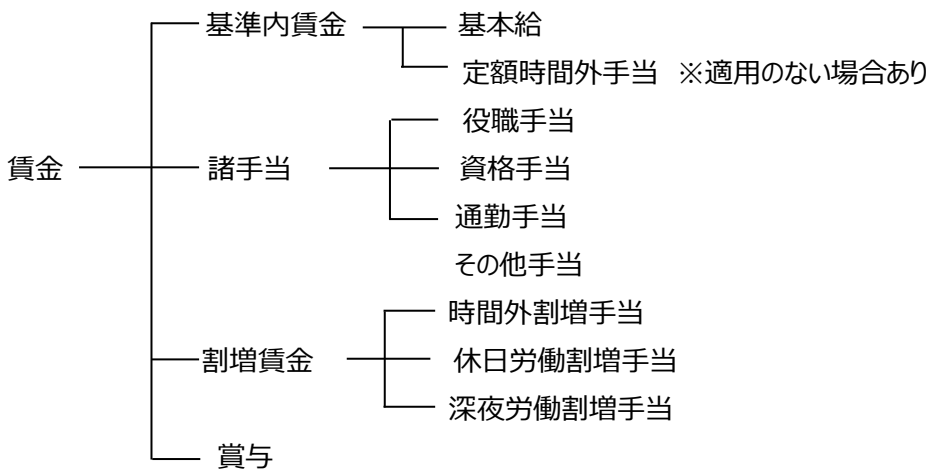 基準内賃金 基本給
定額時間外手当 ※適用のない場合あり
役職手当
賃金 諸手当 資格手当
通勤手当
その他手当
時間外割増手当
割増賃金 休日労働割増手当
深夜労働割増手当
賞与